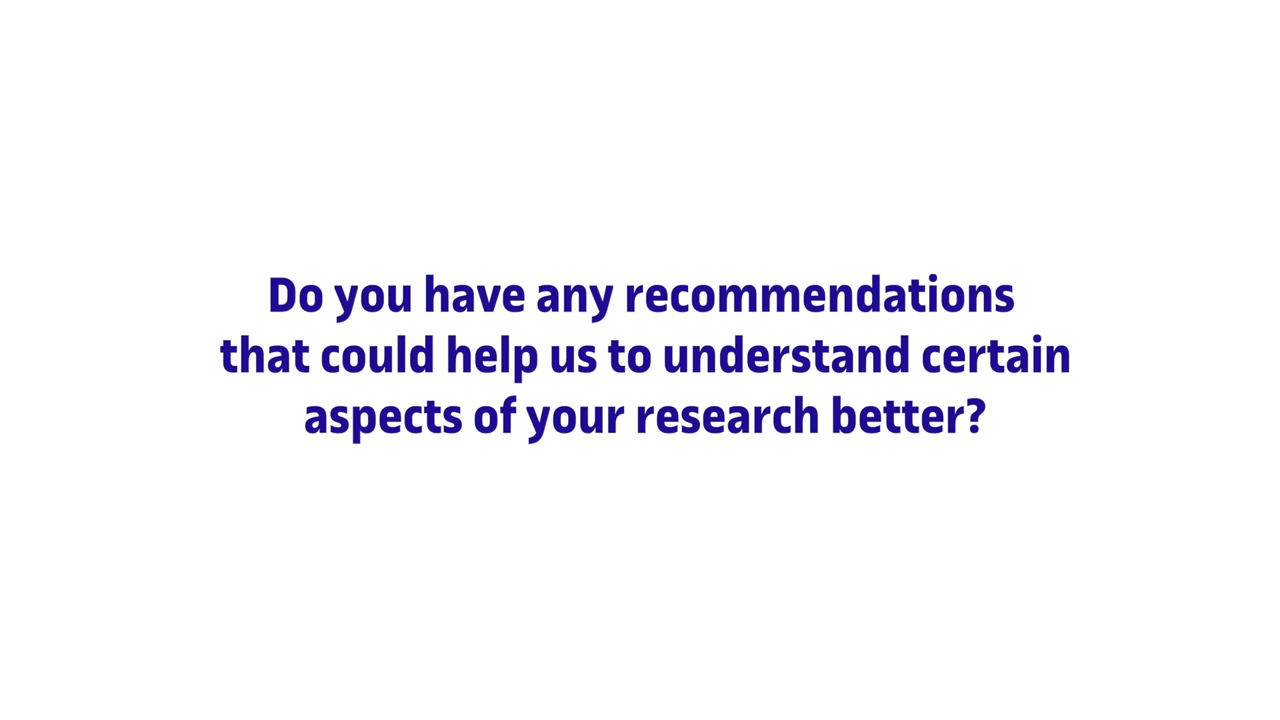 Do you have any recommendations
that could help us to understand certain
aspects of your research better?